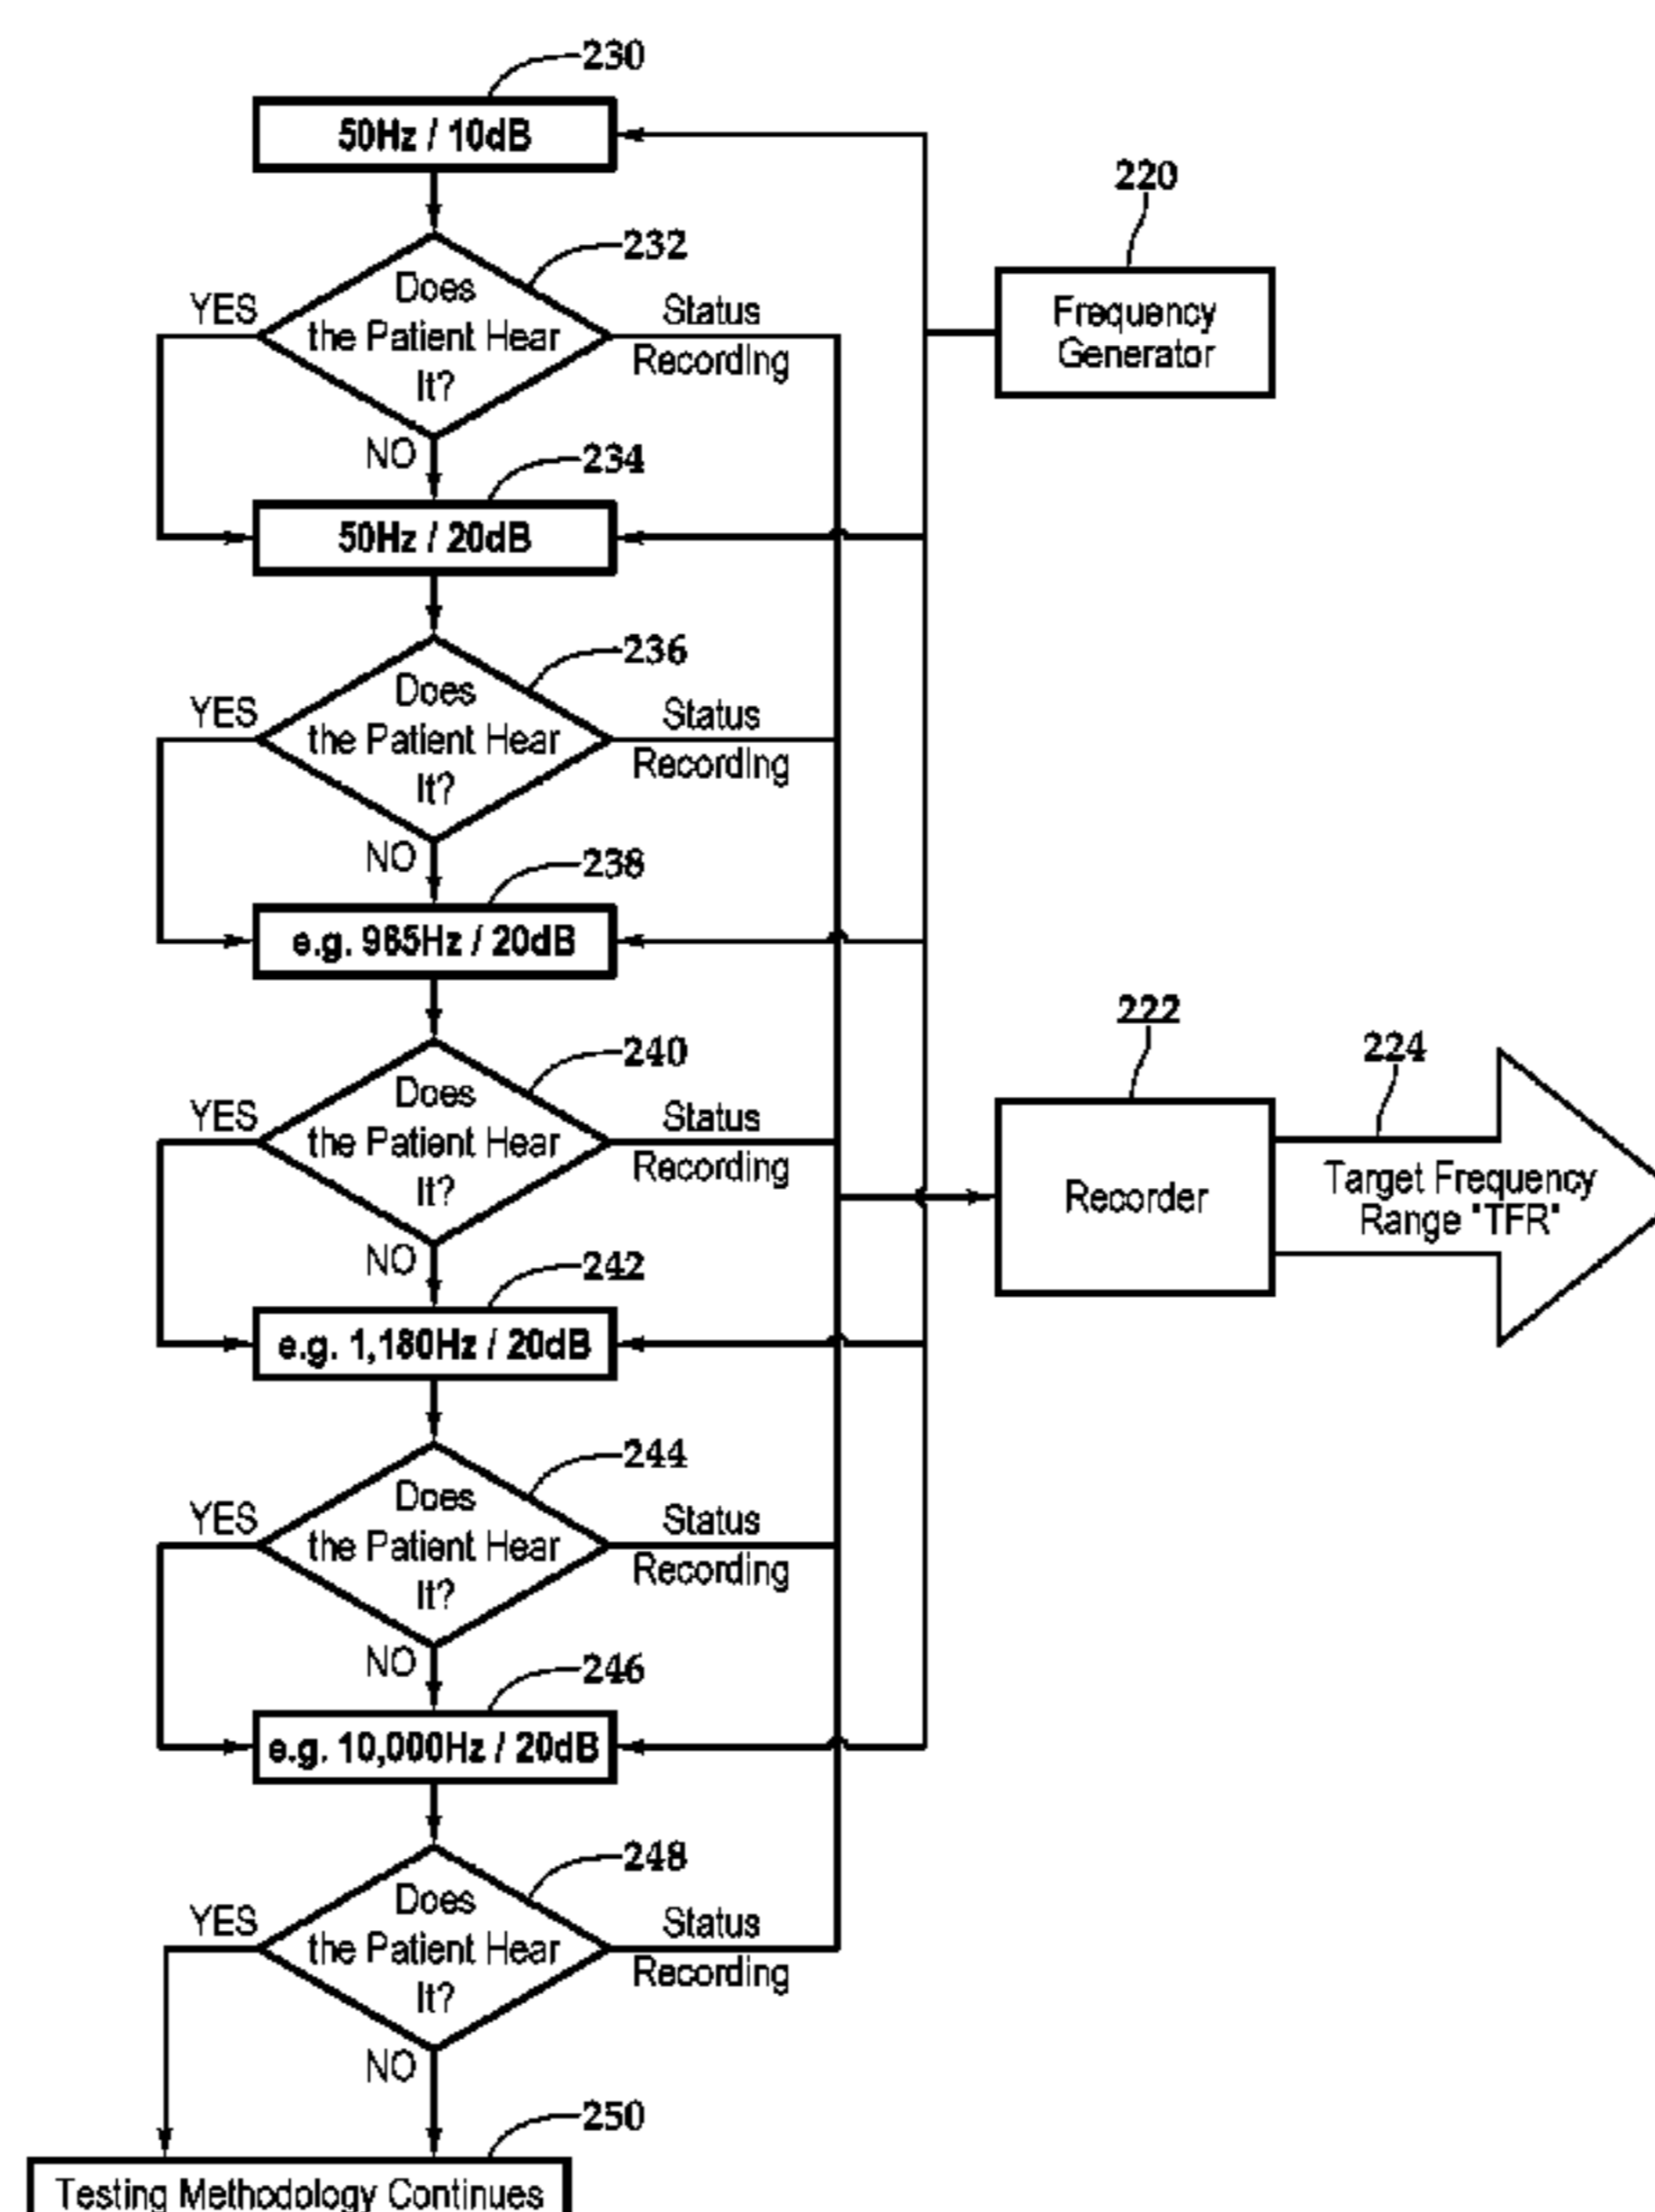 230
50Hz / 10dB
220
232
Does
the Patient Hear
It?
YES
Status
Recording
Frequency
Generator
NO
234
50Hz / 20dB
236
Does
the Patient Hear
It?
YES
Status
Recording
NO
238
e.g. 965Hz / 20dB
222
224
240
Does
the Patient Hear
It?
YES
Status
Recording
Recorder
Target Frequency
Range "TFR"
NO
242
e.g. 1,180Hz / 20dB
244
Does
the Patient Hear
It?
YES
Status
Recording
NO
246
e.g. 10,000Hz / 20dB
248
Does
the Patient Hear
It?
YES
Status
Recording
NO
250
Testing Methodology Continues